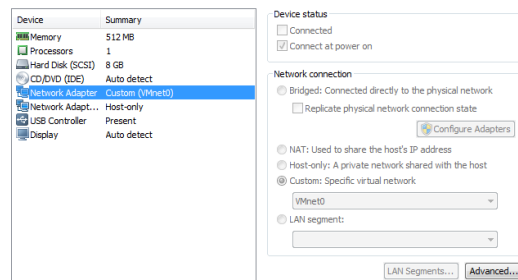 Device Summary
Memory 512 MB
Processors 1
Hard Disk (SCSI) 8 GB
CD/DVD (IDE) Auto detect
Network Adapter Custom (VMnet0)
Network Adapt... Host-only
USB Controller Present
Display Auto detect
Device status
Connected
Connect at power on
Network connection
Bridged: Connected directly to the physical network
Replicate physical network connection state
Configure Adapters
NAT: Used to share the host's IP address
Host-only: A private network shared with the host
Custom: Specific virtual network
VMnet0
LAN segment:
LAN Segments... Advanced...